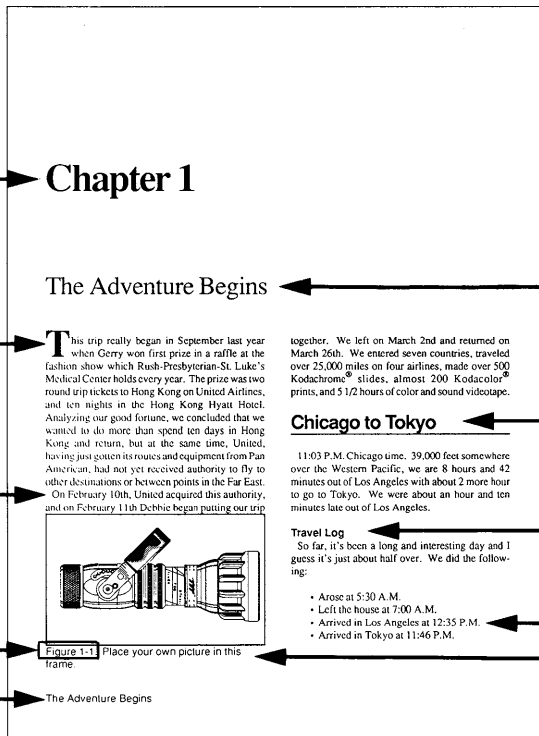 Chapter 1
The Adventure Begins
This trip really began in September last year
when Gerry won first prize in a raffle at the
fashion show which Rush-Presbyterian-St. Luke's
Medical Center holds every year. The prize was two
round trip tickets to Hong Kong on United Airlines,
and ten nights in the Hong Kong Hyatt Hotel.
Analyzing our good fortune, we concluded that we
wanted to do more than spend ten days in Hong
Kong and return, but at the same time, United,
having just gotten its routes and equipment from Pan
American, had not yet received authority to fly to
other destinations or between points in the Far East.
On February 10th, United acquired this authority,
and on February 11th Debbie began putting our trip
Figure 1-1. Place your own picture in this
frame.
The Adventure Begins
together. We left on March 2nd and returned on
March 26th. We entered seven countries, traveled
over 25,000 miles on four airlines, made over 500
Kodachrome® slides, almost 200 Kodacolor®
prints, and 5 1/2 hours of color and sound videotape.
Chicago to Tokyo
11:03 P.M. Chicago time. 39,000 feet somewhere
over the Western Pacific, we are 8 hours and 42
minutes out of Los Angeles with about 2 more hour
to go to Tokyo. We were about an hour and ten
minutes late out of Los Angeles.
Travel Log
So far, it's been a long and interesting day and I
guess it's just about half over. We did the follow-
ing:
• Arose at 5:30 A.M.
• Left the house at 7:00 A.M.
• Arrived in Los Angeles at 12:35 P.M.
• Arrived in Tokyo at 11:46 P.M.